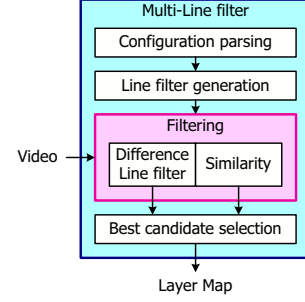 Multi-Line filter
Configuration parsing
Line filter generation
Filtering
Video
Difference
Line filter
Similarity
Best candidate selection
Layer Map